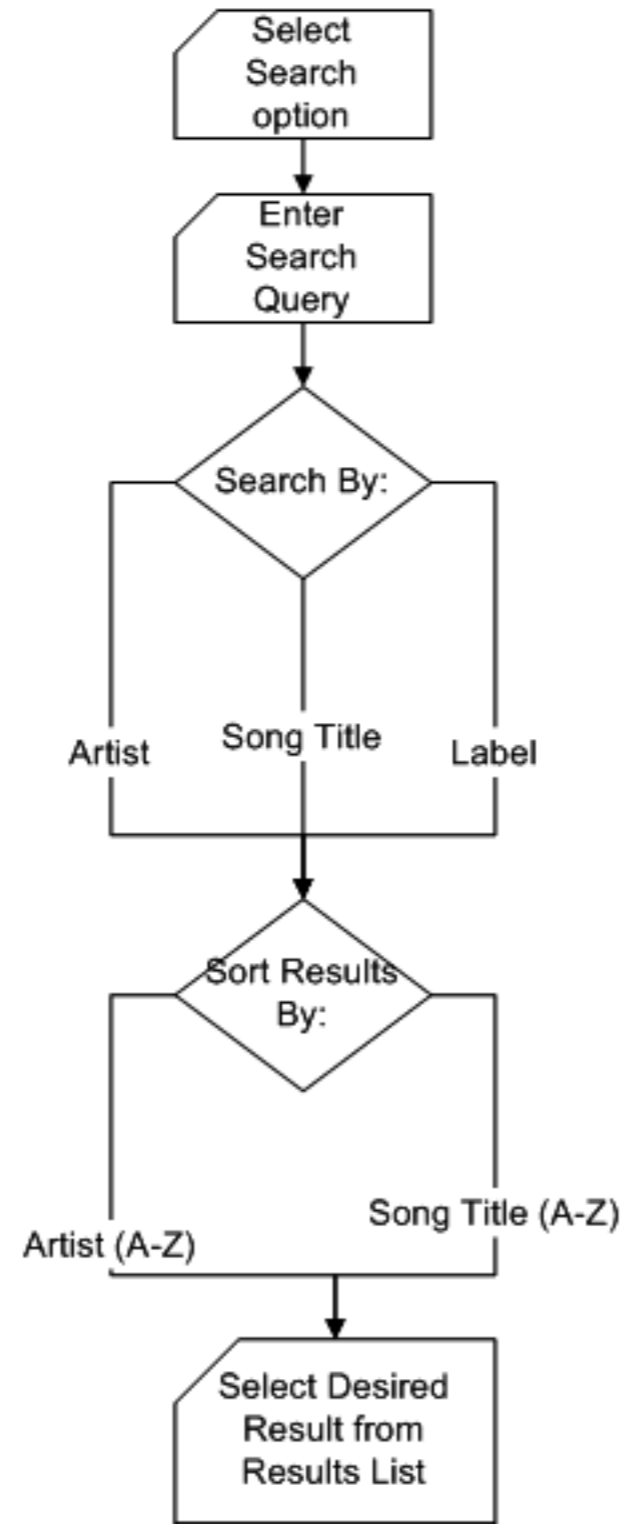 Select
Search
option
Enter
Search
Query
Search By:
Artist
Song Title
Label
Sort Results
By:
Artist (A-Z)
Song Title (A-Z)
Select Desired
Result from
Results List